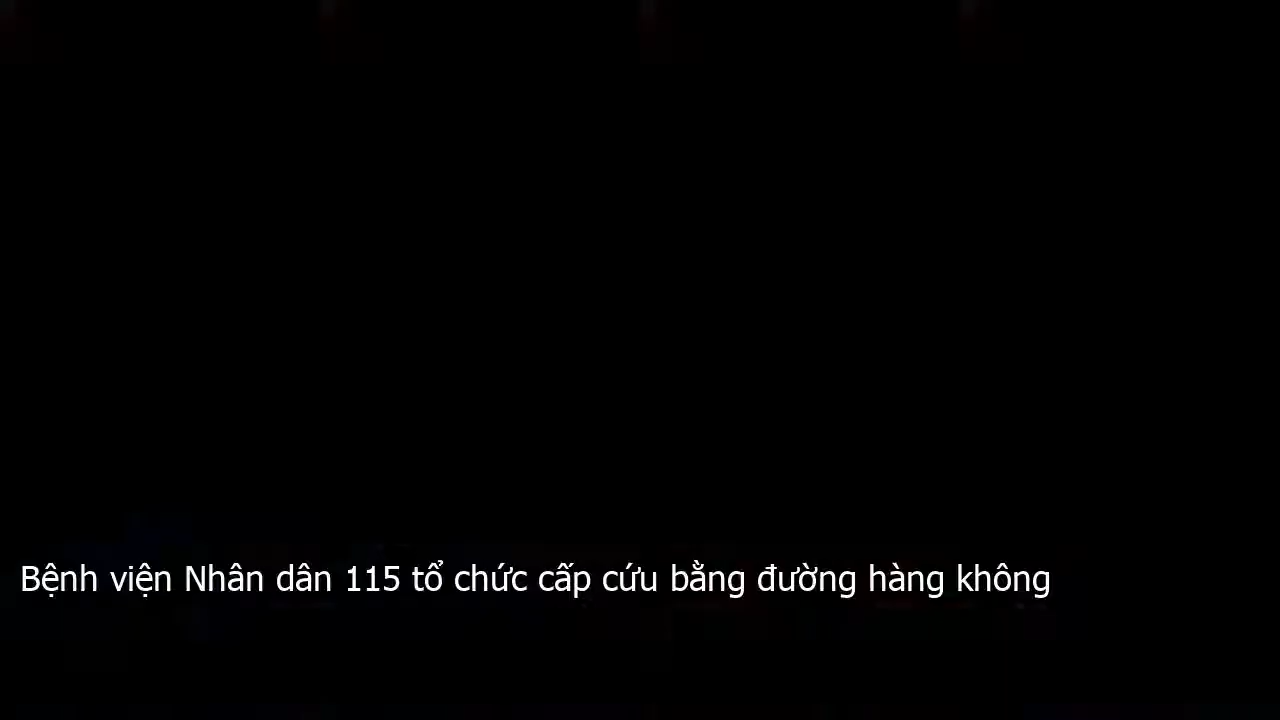 Bệnh viện Nhân dân 115 tổ chức cấp cứu bằng đường hàng không